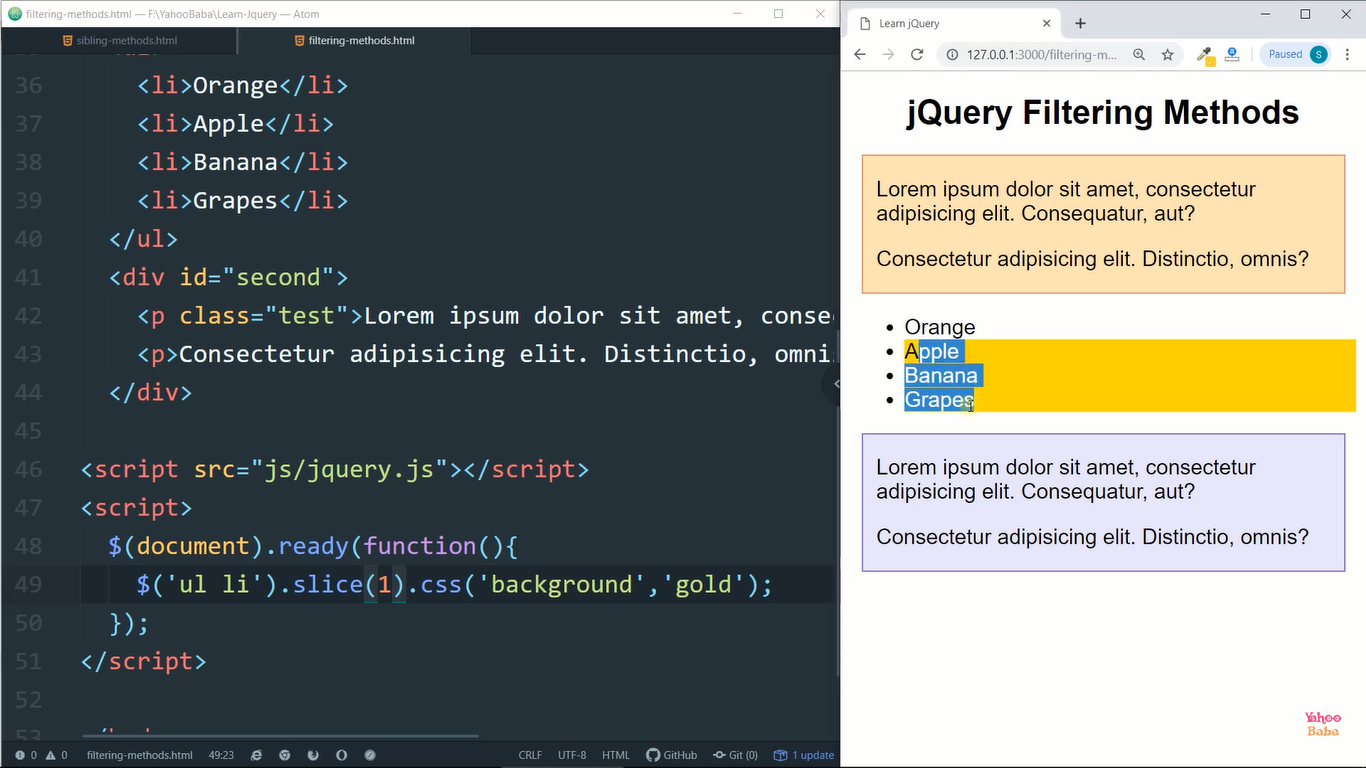 filtering-methods.html — F:\YahooBaba\Learn-Jquery — Atom
sibling-methods.html
filtering-methods.html
36 <li>Orange</li>
37 <li>Apple</li>
38 <li>Banana</li>
39 <li>Grapes</li>
40 </ul>
41 <div id="second">
42 <p class="test">Lorem ipsum dolor sit amet, conse
43 <p>Consectetur adipisicing elit. Distinctio, omni
44 </div>
45
46 <script src="js/jquery.js"></script>
47 <script>
48 $(document).ready(function(){
49 $('ul li').slice(1).css('background','gold');
50 });
51 </script>
52
53
0 0 filtering-methods.html 49:23 CRLF UTF-8 HTML GitHub Git (0) 1 update
Learn jQuery
127.0.0.1:3000/filtering-m...
Paused S
jQuery Filtering Methods
Lorem ipsum dolor sit amet, consectetur
adipisicing elit. Consequatur, aut?
Consectetur adipisicing elit. Distinctio, omnis?
• Orange
• Apple
• Banana
• Grapes
Lorem ipsum dolor sit amet, consectetur
adipisicing elit. Consequatur, aut?
Consectetur adipisicing elit. Distinctio, omnis?
Yahoo
Baba